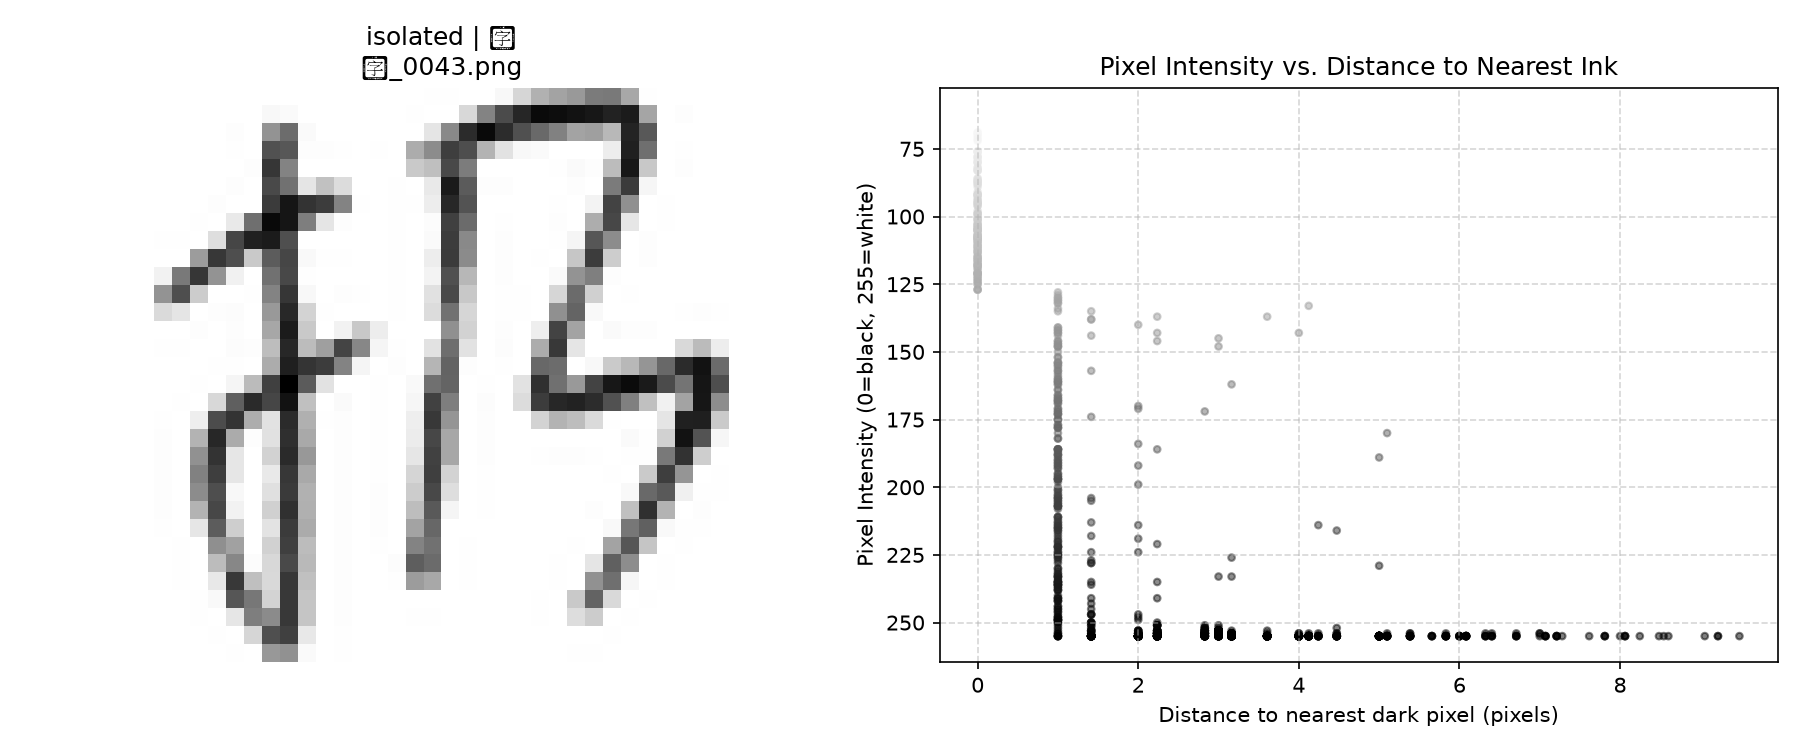 isolated |
_0043.png
扔
Pixel Intensity vs. Distance to Nearest Ink
Pixel Intensity (0=black, 255=white)
75
100
125
150
175
200
225
250
0 2 4 6 8
Distance to nearest dark pixel (pixels)